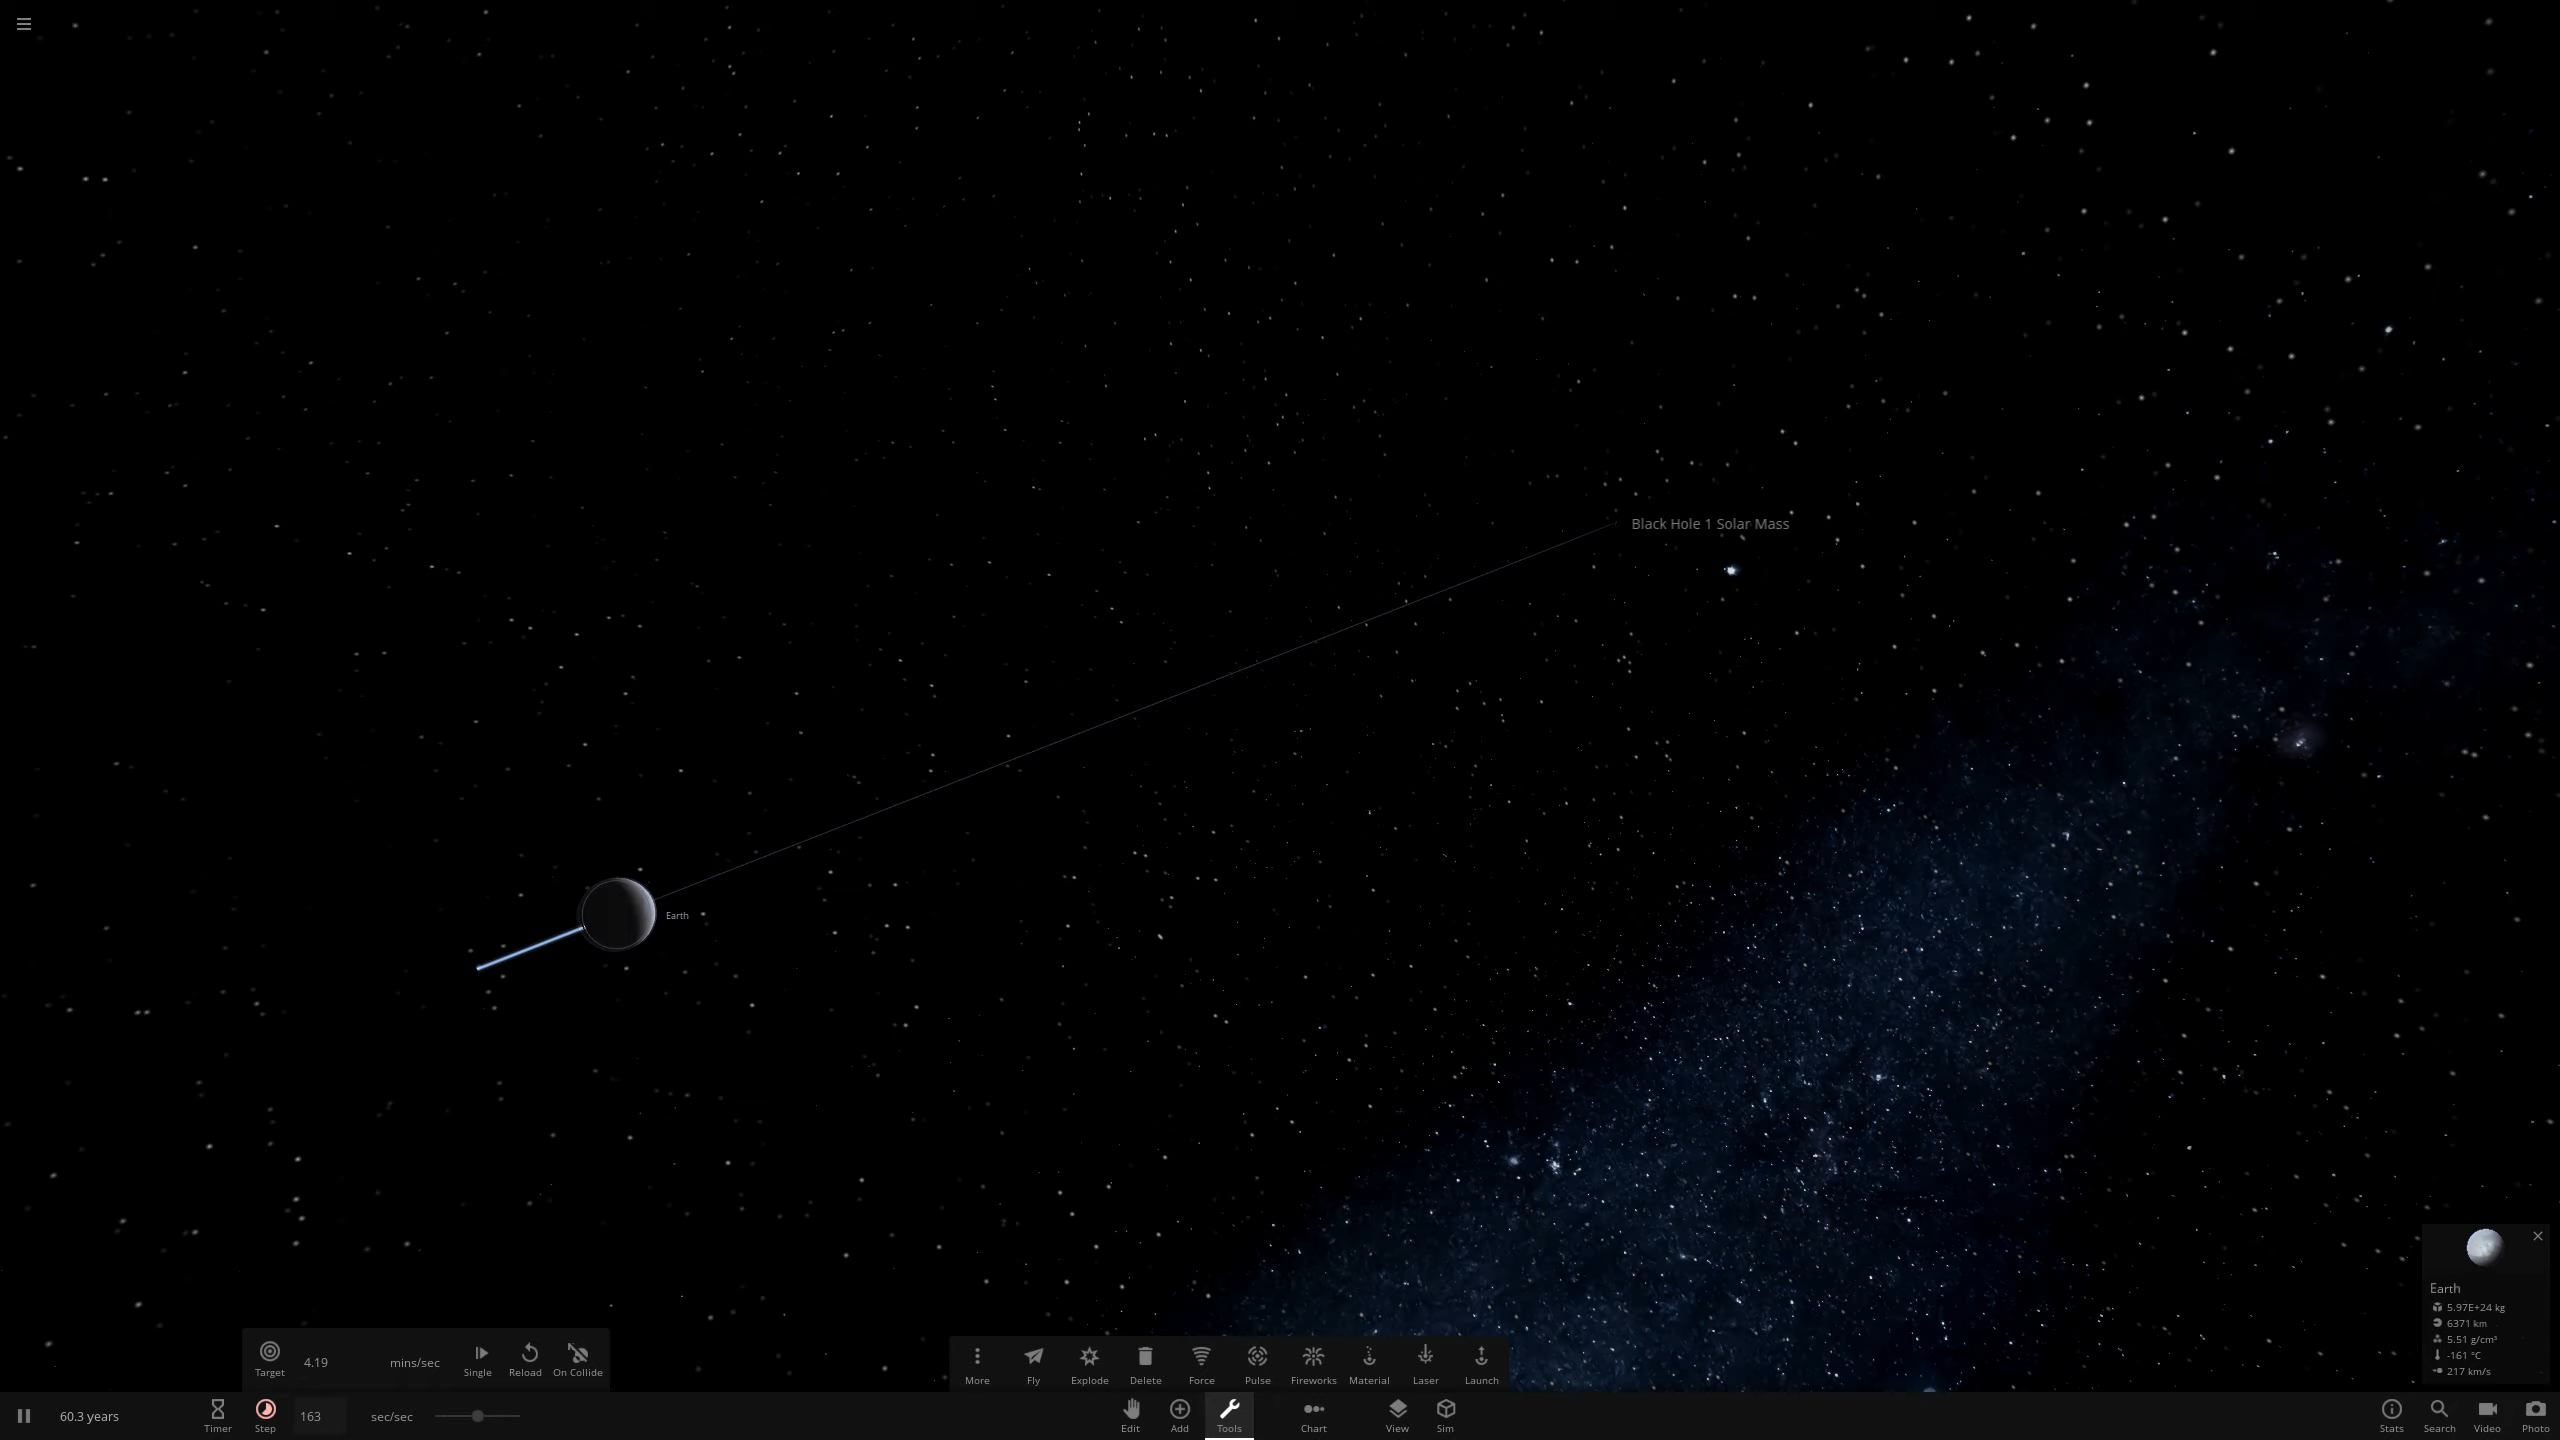 Black Hole 1 Solar Mass
Earth
Earth
5.97E+24 kg
6371 km
5.51 g/cm³
-161 °C
217 km/s
Target
4.19
mins/sec
Single
Reload
On Collide
More
Fly
Explode
Delete
Force
Pulse
Fireworks
Material
Laser
Launch
60.3 years
Timer
Step
163
sec/sec
Edit
Add
Tools
Chart
View
Sim
Stats
Search
Video
Photo